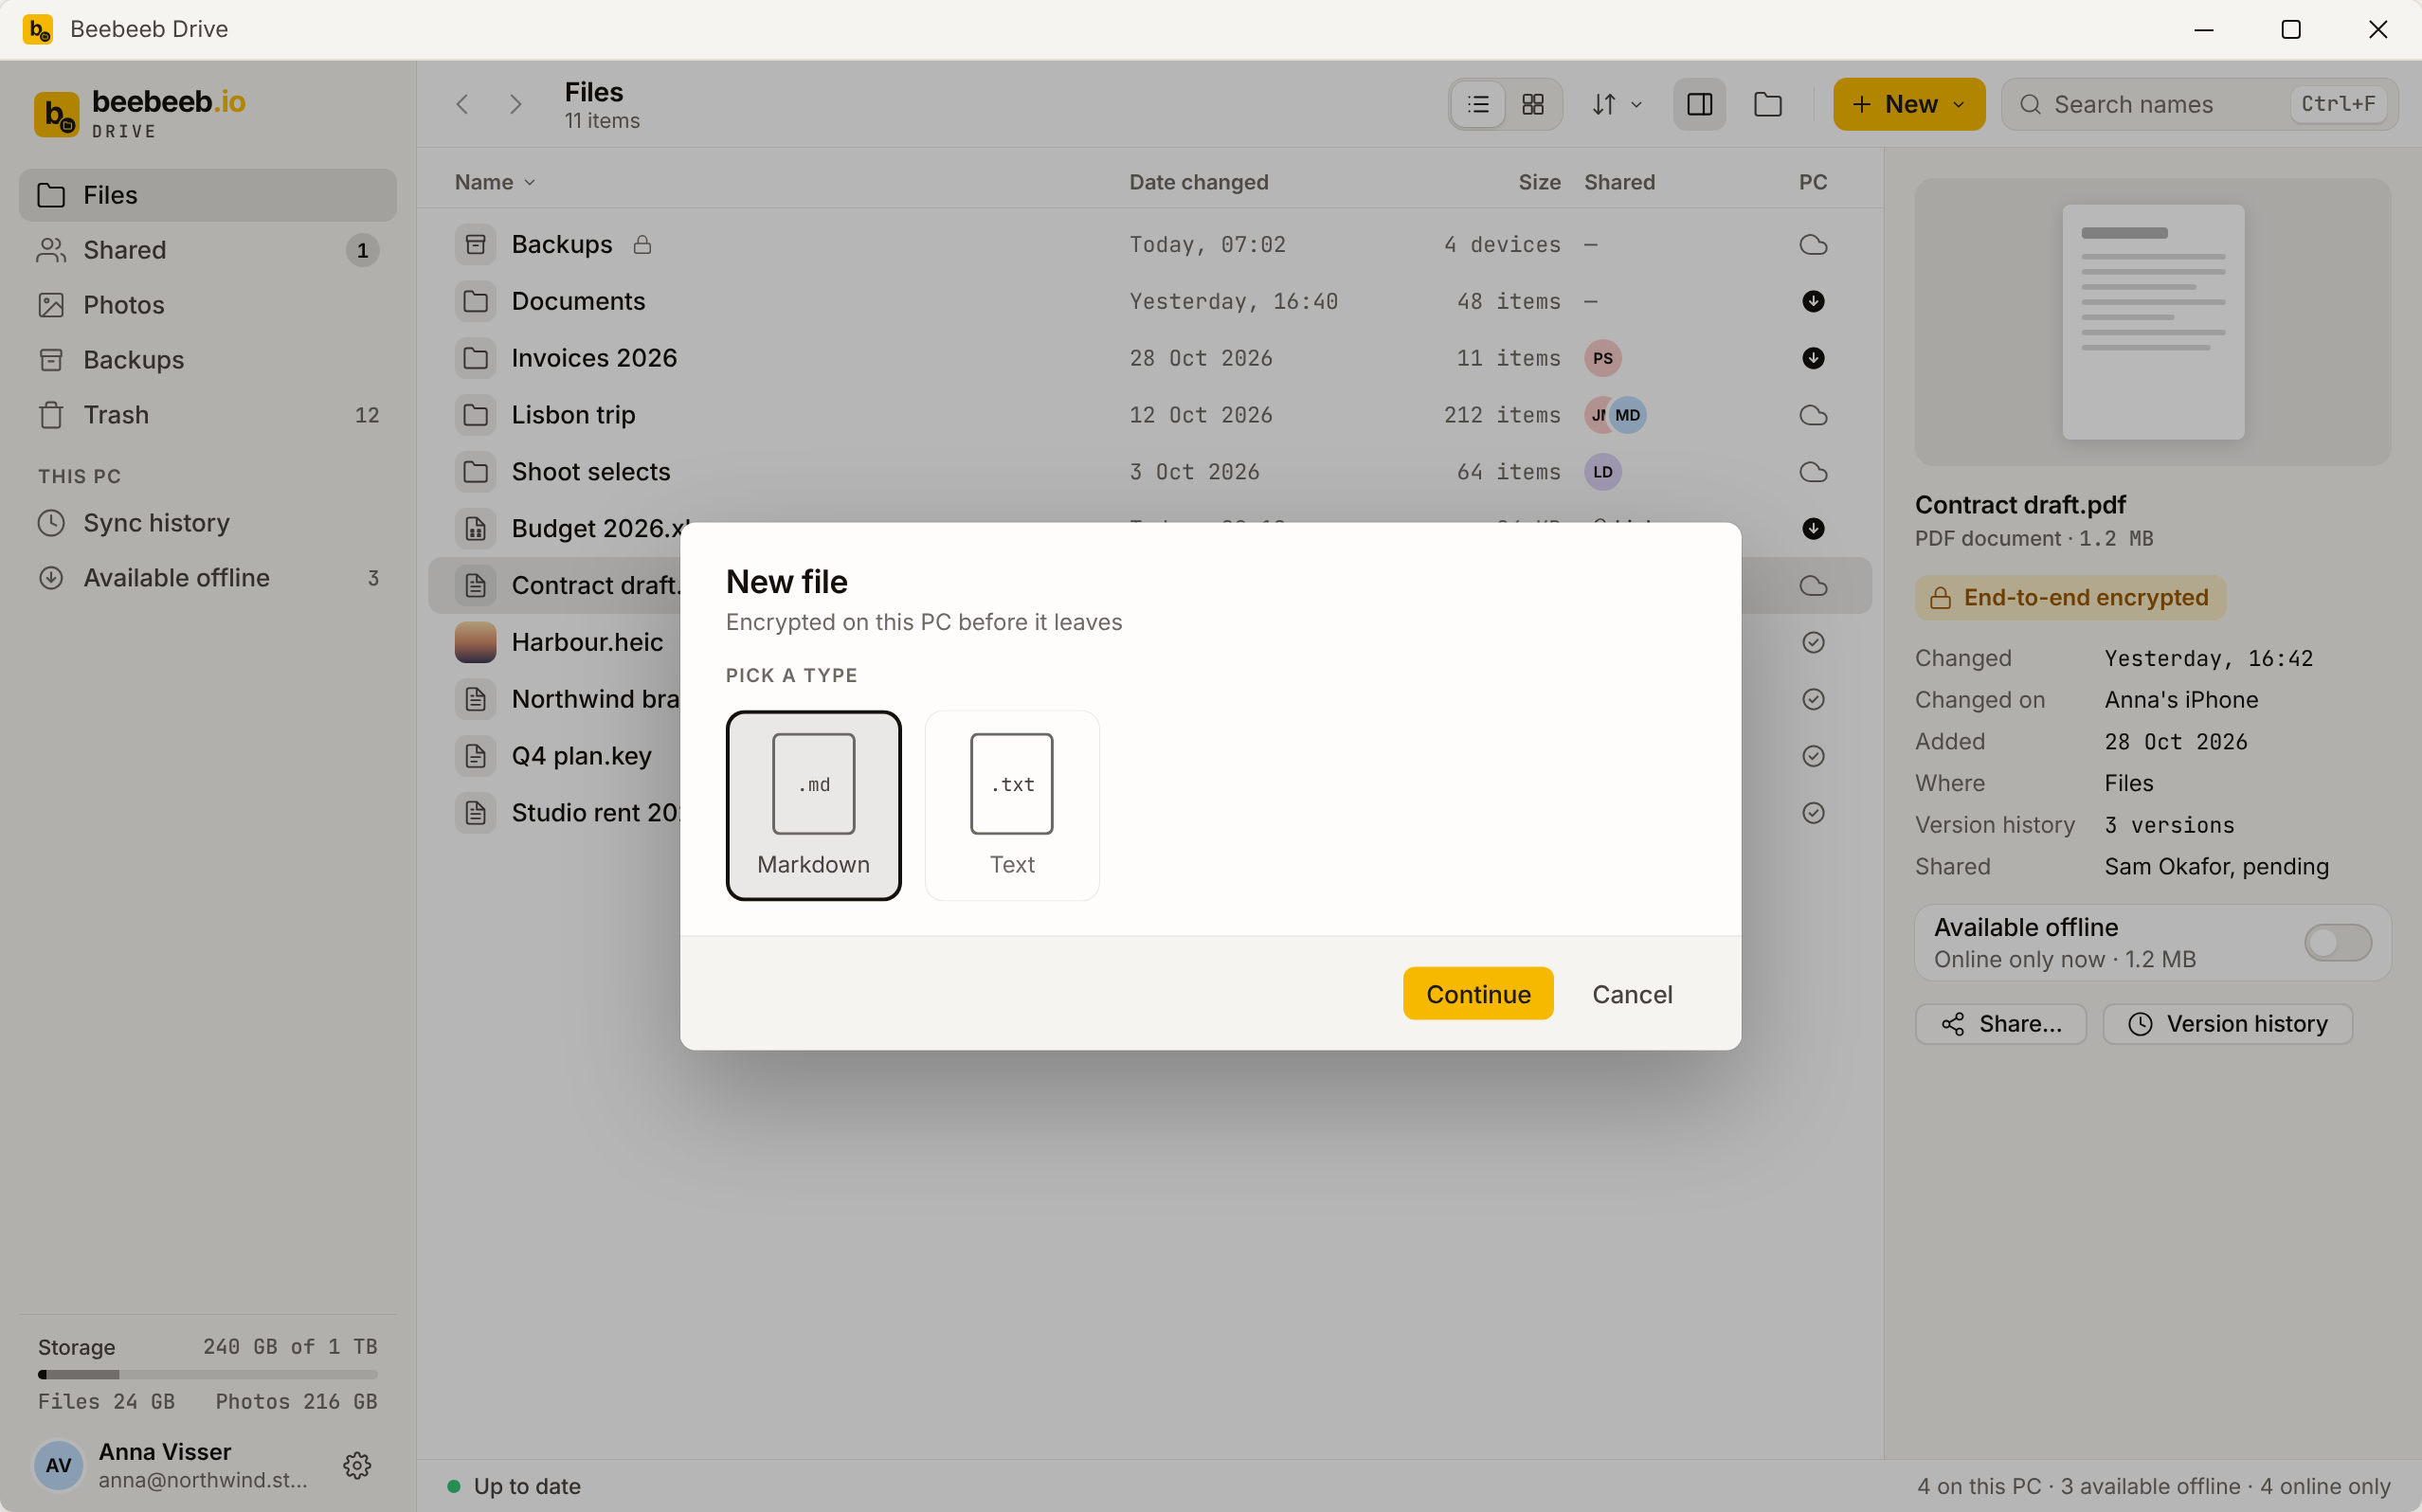 Beebeeb Drive
beebeeb.io
DRIVE
Files
Shared 1
Photos
Backups
Trash 12
THIS PC
Sync history
Available offline 3
Storage 240 GB of 1 TB
Files 24 GB Photos 216 GB
AV Anna Visser
anna@northwind.st...
Files
11 items
New
Search names Ctrl+F
Name Date changed Size Shared PC
Backups Today, 07:02 4 devices —
Documents Yesterday, 16:40 48 items —
Invoices 2026 28 Oct 2026 11 items PS
Lisbon trip 12 Oct 2026 212 items MD
Shoot selects 3 Oct 2026 64 items LD
Budget 2026
Contract draft.
Harbour.heic
Northwind bra
Q4 plan.key
Studio rent
New file
Encrypted on this PC before it leaves
PICK A TYPE
.md .txt
Markdown Text
Continue Cancel
Contract draft.pdf
PDF document · 1.2 MB
End-to-end encrypted
Changed Yesterday, 16:42
Changed on Anna's iPhone
Added 28 Oct 2026
Where Files
Version history 3 versions
Shared Sam Okafor, pending
Available offline
Online only now · 1.2 MB
Share... Version history
Up to date
4 on this PC · 3 available offline · 4 online only